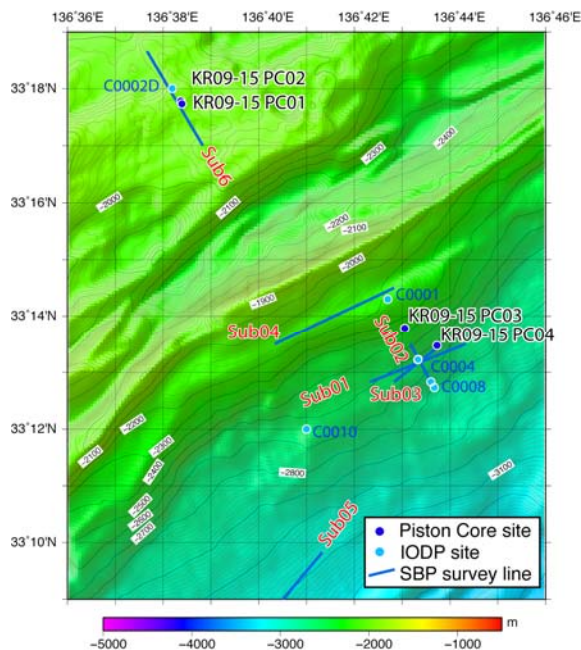 136˚36'E 136˚38' 136˚40' 136˚42' 136˚44' 136˚46'E
33˚18'
33˚16'
33˚14'
33˚12'
33˚10'
C0002D
KR09-15 PC02
KR09-15 PC01
Sub6
-2400
-2300
-2000
-2100
-2200
-2100
-2000
-1900
C0001
KR09-15 PC03
KR09-15 PC04
Sub04
Sub02
C0004
Sub03
C0008
Sub01
C0010
-2200
-2100
-2300
-2400
-2800
-3100
-2500
-2600
-2700
Sub05
Piston Core site
IODP site
SBP survey line
m
-5000 -4000 -3000 -2000 -1000